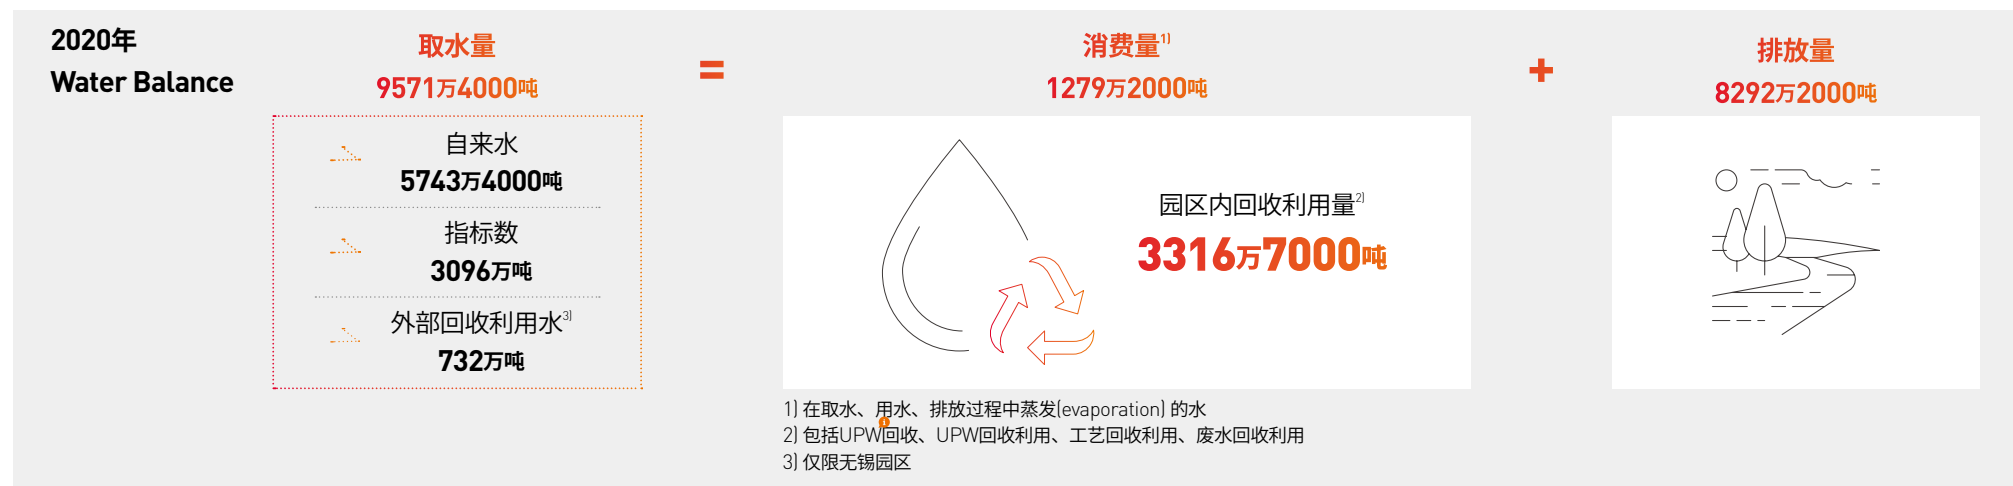 2020年
Water Balance
取水量
9571万4000吨
=
消费量1)
1279万2000吨
+
排放量
8292万2000吨
自来水
5743万4000吨
指标数
3096万吨
外部回收利用水3)
732万吨
园区内回收利用量2)
3316万7000吨
1) 在取水、用水、排放过程中蒸发(evaporation) 的水
2) 包括UPW回收、UPW回收利用、工艺回收利用、废水回收利用
3) 仅限无锡园区